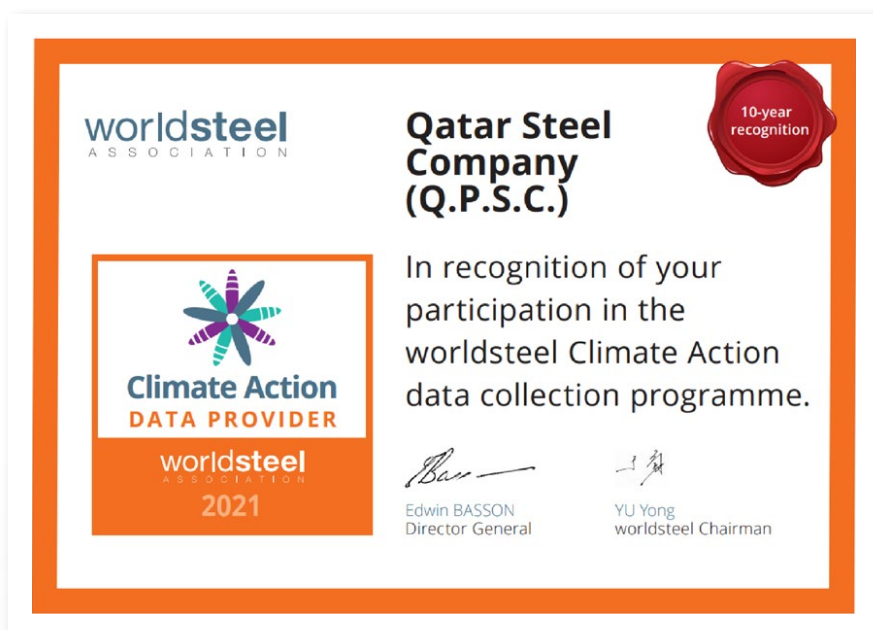 worldsteel
ASSOCIATION
Qatar Steel
Company
(Q.P.S.C.)
10-year
recognition
In recognition of your
participation in the
worldsteel Climate Action
data collection programme.
Climate Action
DATA PROVIDER
worldsteel
ASSOCIATION
2021
Edwin BASSON
Director General
YU Yong
worldsteel Chairman